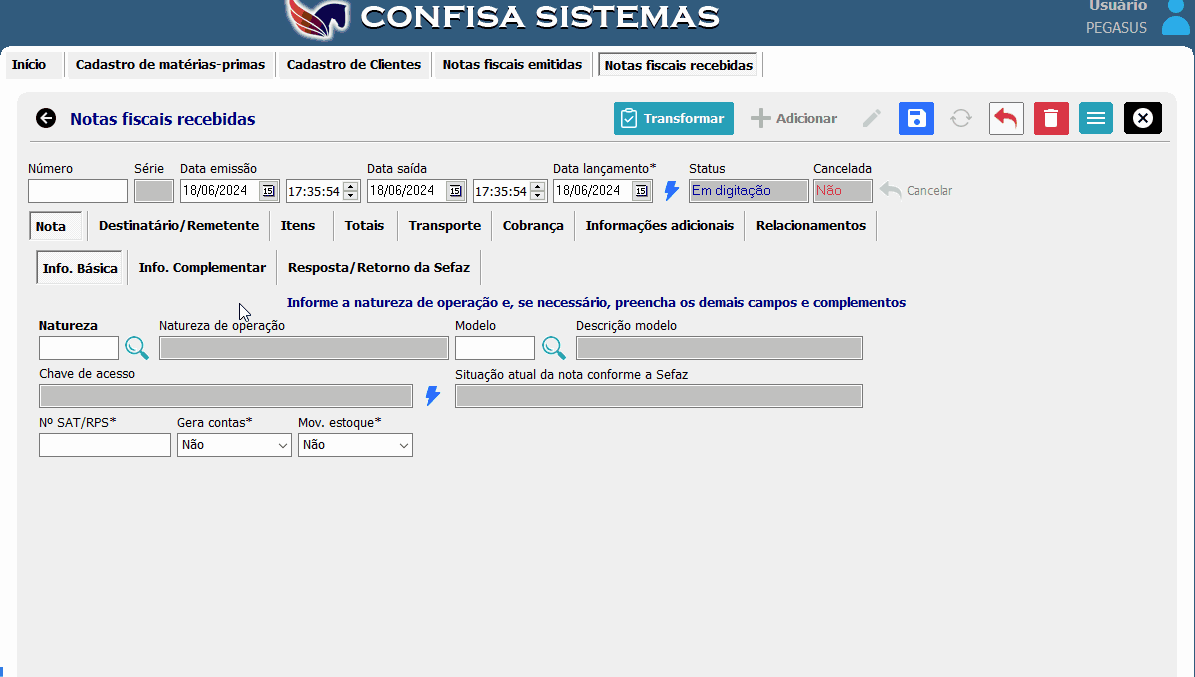 CONFISA SISTEMAS
Usuário
PEGASUS
Início Cadastro de matérias-primas Cadastro de Clientes Notas fiscais emitidas Notas fiscais recebidas
Notas fiscais recebidas Transformar Adicionar
Número Série Data emissão Data saída Data lançamento* Status Cancelada
18/06/2024 15 17:35:54 18/06/2024 15 17:35:54 18/06/2024 15 Em digitação Não Cancelar
Nota Destinatário/Remetente Itens Totais Transporte Cobrança Informações adicionais Relacionamentos
Info. Básica Info. Complementar Resposta/Retorno da Sefaz
Informe a natureza de operação e, se necessário, preencha os demais campos e complementos
Natureza Natureza de operação Modelo Descrição modelo
Chave de acesso Situação atual da nota conforme a Sefaz
Nº SAT/RPS* Gera contas* Mov. estoque*
Não Não